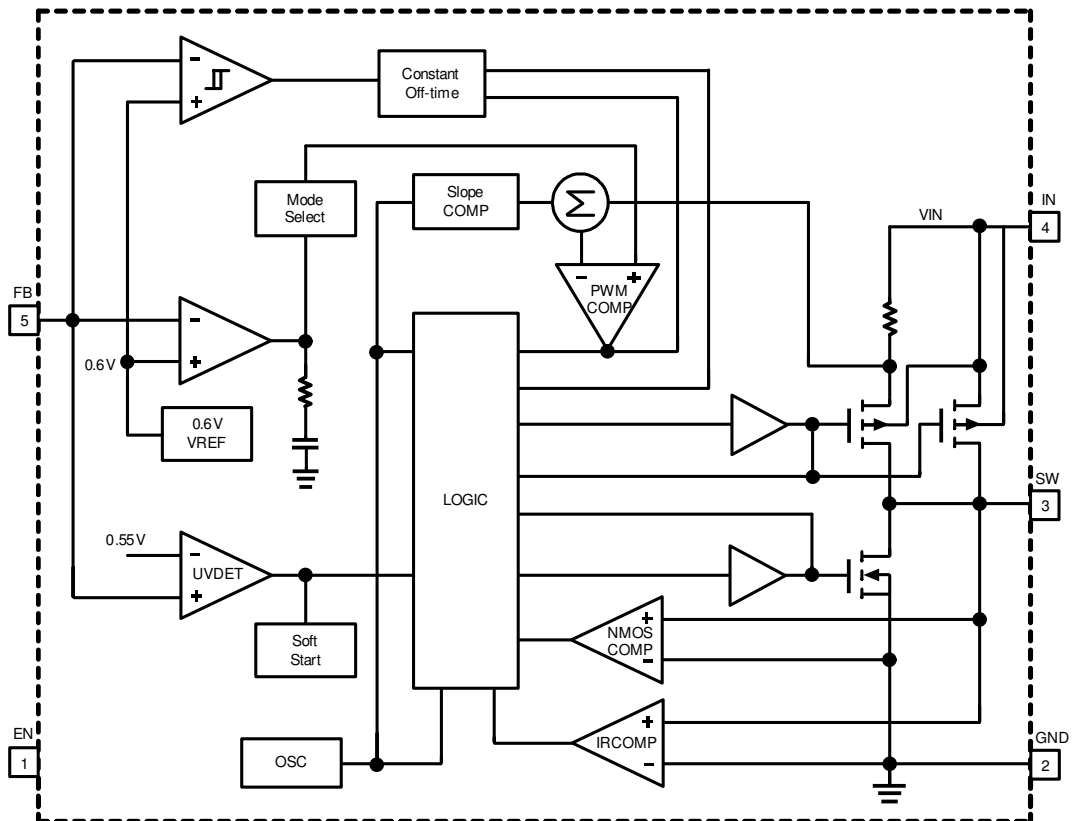 -
+
Constant
Off-time
Mode
Select
Slope
COMP
Σ
VIN
IN
4
-
+
PWM
COMP
FB
5
-
+
0.6V
0.6V
VREF
LOGIC
SW
3
0.55V
-
+
UVDET
Soft
Start
+
-
NMOS
COMP
+
-
IRCOMP
EN
1
OSC
GND
2